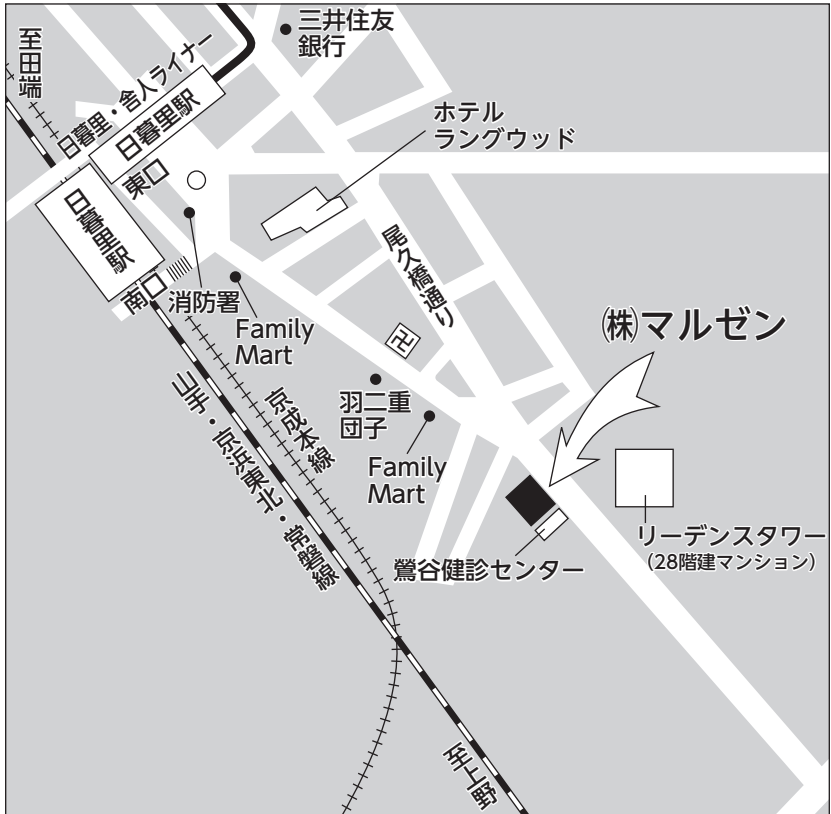 三井住友
銀行
至田端
日暮里・舎人ライナー
日暮里駅
ホテル
ラングウッド
東口
日暮里駅
尾久橋通り
南口
消防署
Family
Mart
㈱マルゼン
卍
羽二重
団子
Family
Mart
京成本線
山手・京浜東北・常磐線
リーデンスタワー
(28階建マンション)
鶯谷健診センター
至上野